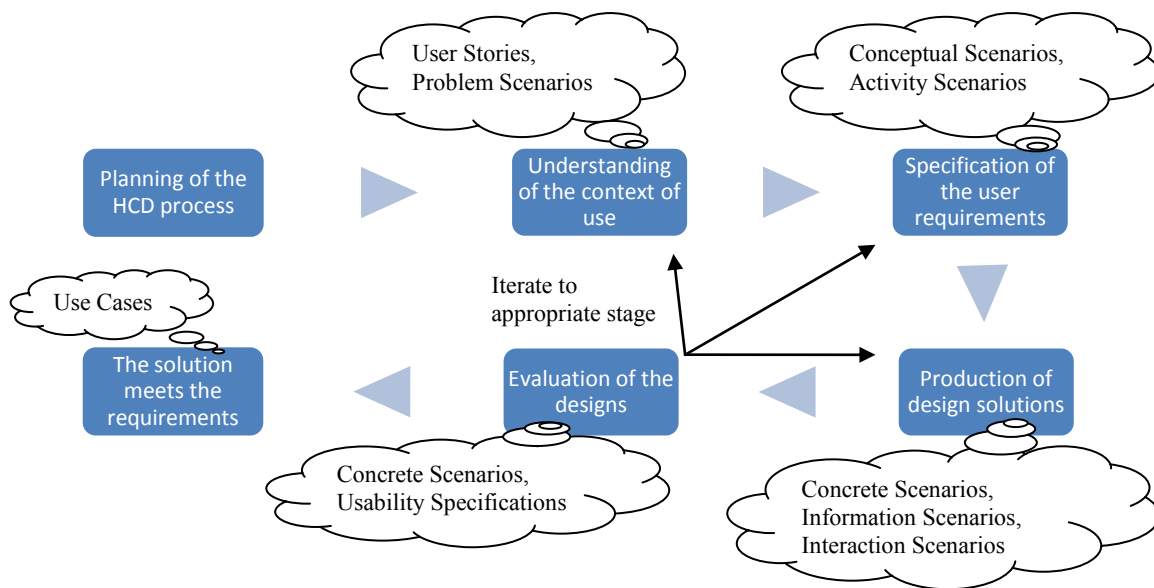 User Stories,
Problem Scenarios
Conceptual Scenarios,
Activity Scenarios
Planning of the
HCD process
Understanding
of the context of
use
Specification of
the user
requirements
Iterate to
appropriate stage
Use Cases
The solution
meets the
requirements
Evaluation of the
designs
Production of
design solutions
Concrete Scenarios,
Usability Specifications
Concrete Scenarios,
Information Scenarios,
Interaction Scenarios